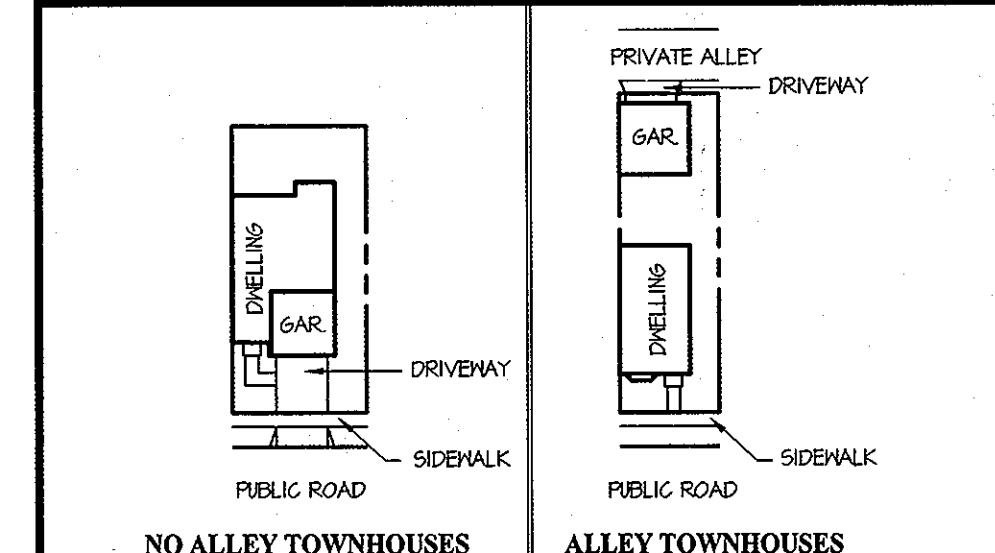 DWELLING
GAR.
DRIVEWAY
SIDEWALK
PUBLIC ROAD
NO ALLEY TOWNHOUSES
PRIVATE ALLEY
DRIVEWAY
GAR.
DWELLING
SIDEWALK
PUBLIC ROAD
ALLEY TOWNHOUSES